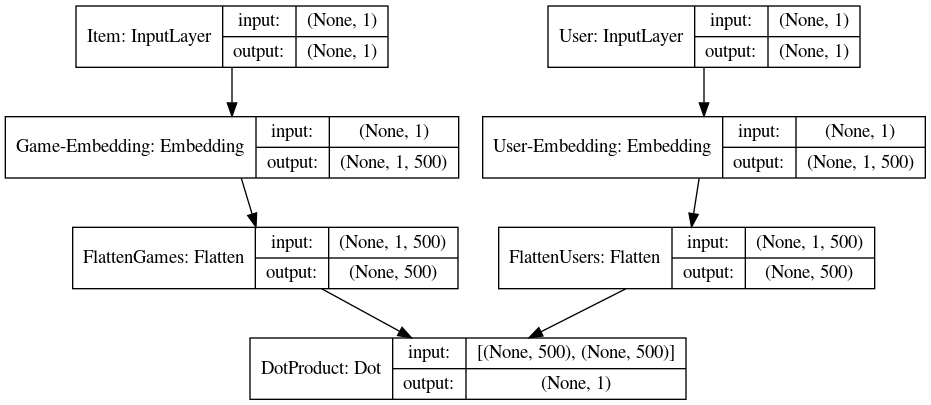 Item: InputLayer
input: (None, 1)
output: (None, 1)
User: InputLayer
input: (None, 1)
output: (None, 1)
Game-Embedding: Embedding
input: (None, 1)
output: (None, 1, 500)
User-Embedding: Embedding
input: (None, 1)
output: (None, 1, 500)
FlattenGames: Flatten
input: (None, 1, 500)
output: (None, 500)
FlattenUsers: Flatten
input: (None, 1, 500)
output: (None, 500)
DotProduct: Dot
input: [(None, 500), (None, 500)]
output: (None, 1)